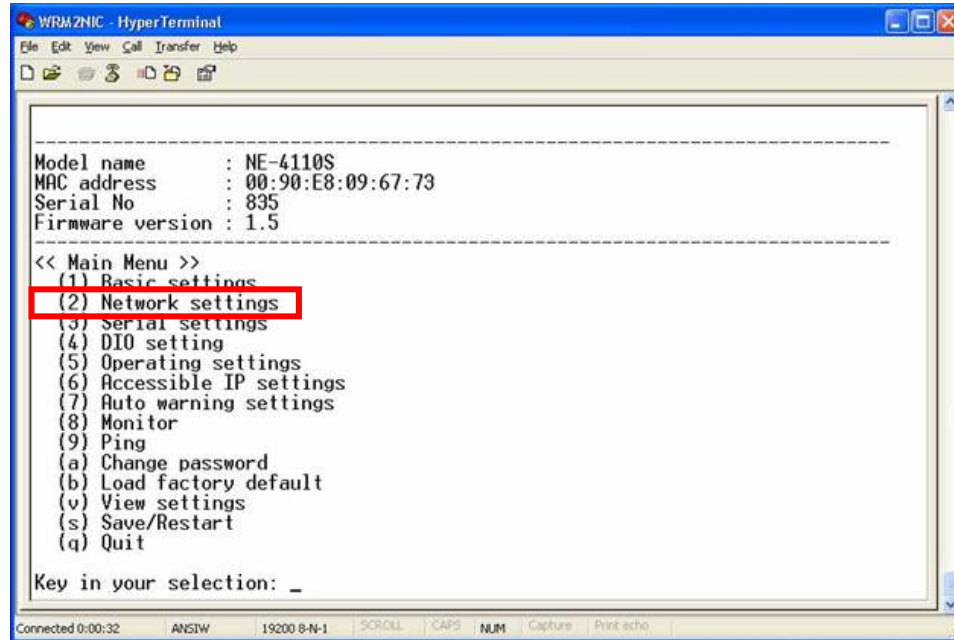 WRM2NIC - HyperTerminal
File Edit View Call Transfer Help
--------------------------------------------------------------------------------
Model name : NE-4110S
MAC address : 00:90:E8:09:67:73
Serial No : 835
Firmware version : 1.5
--------------------------------------------------------------------------------
<< Main Menu >>
(1) Basic settings
(2) Network settings
(3) Serial settings
(4) DIO setting
(5) Operating settings
(6) Accessible IP settings
(7) Auto warning settings
(8) Monitor
(9) Ping
(a) Change password
(b) Load factory default
(v) View settings
(s) Save/Restart
(q) Quit
Key in your selection: _
Connected 0:00:32 ANSIW 19200 8-N-1 SCROLL CAPS NUM Capture Print echo